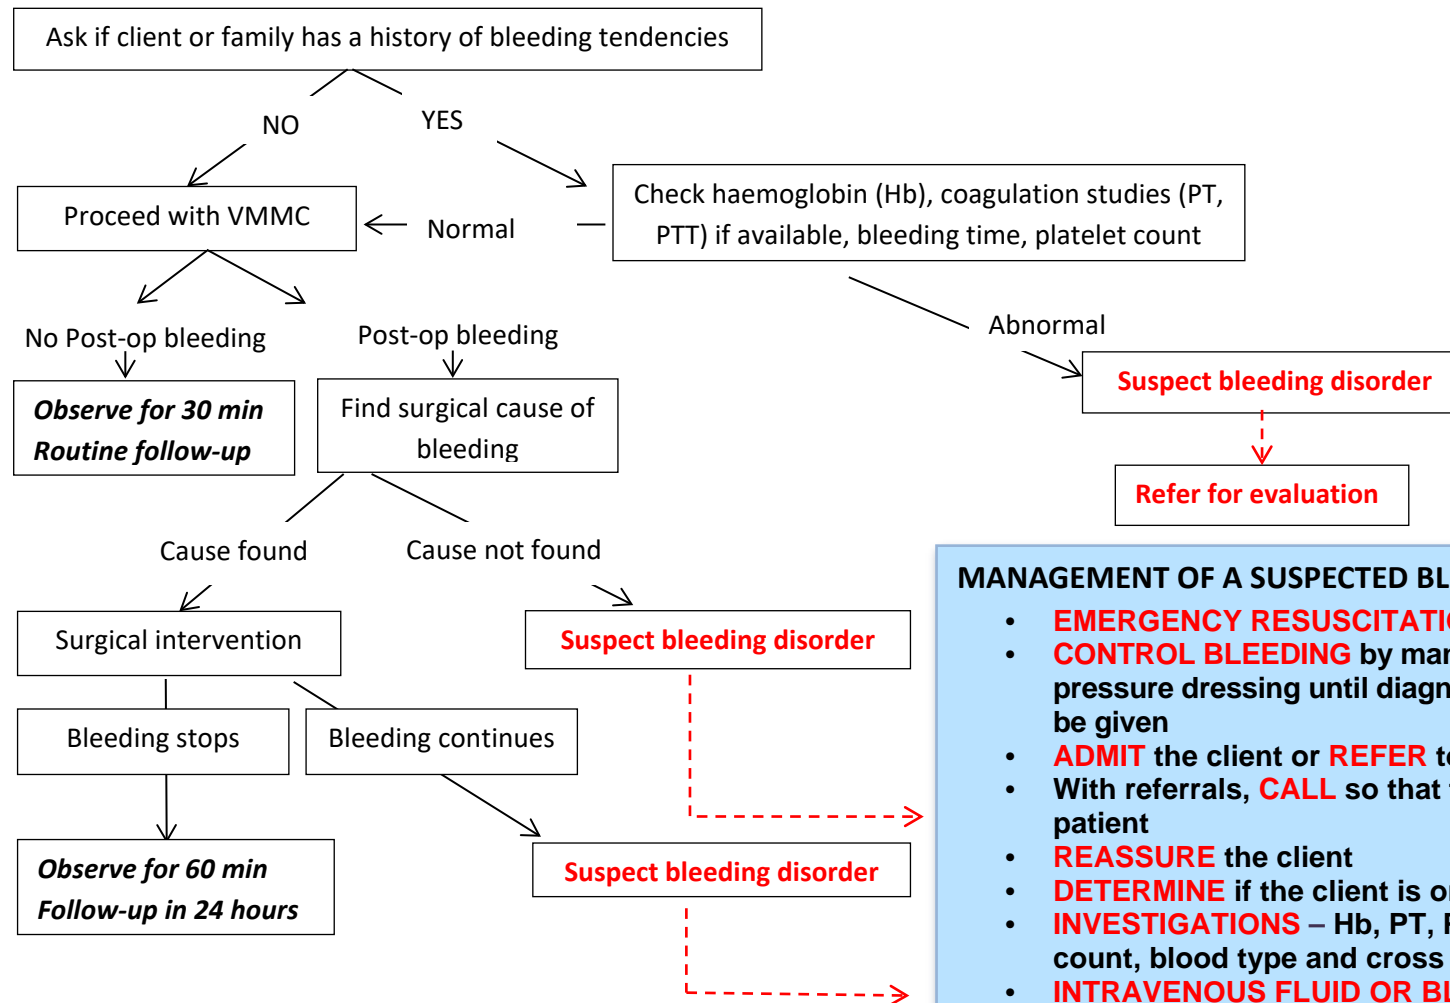 Ask if client or family has a history of bleeding tendencies
NO
YES
Proceed with VMMC
Normal
Check haemoglobin (Hb), coagulation studies (PT,
PTT) if available, bleeding time, platelet count
No Post-op bleeding
Post-op bleeding
Abnormal
Observe for 30 min
Routine follow-up
Find surgical cause of
bleeding
Suspect bleeding disorder
Refer for evaluation
Cause found
Cause not found
Surgical intervention
Suspect bleeding disorder
Bleeding stops
Bleeding continues
Observe for 60 min
Follow-up in 24 hours
Suspect bleeding disorder
MANAGEMENT OF A SUSPECTED
• EMERGENCY
• CONTROL BLEEDING by
pressure dressing until
be given
• ADMIT the client or REFER
• With referrals, CALL so that
patient
• REASSURE the client
• DETERMINE if the client is
• INVESTIGATIONS – Hb, PT,
count, blood type and cross
• INTRAVENOUS FLUID OR